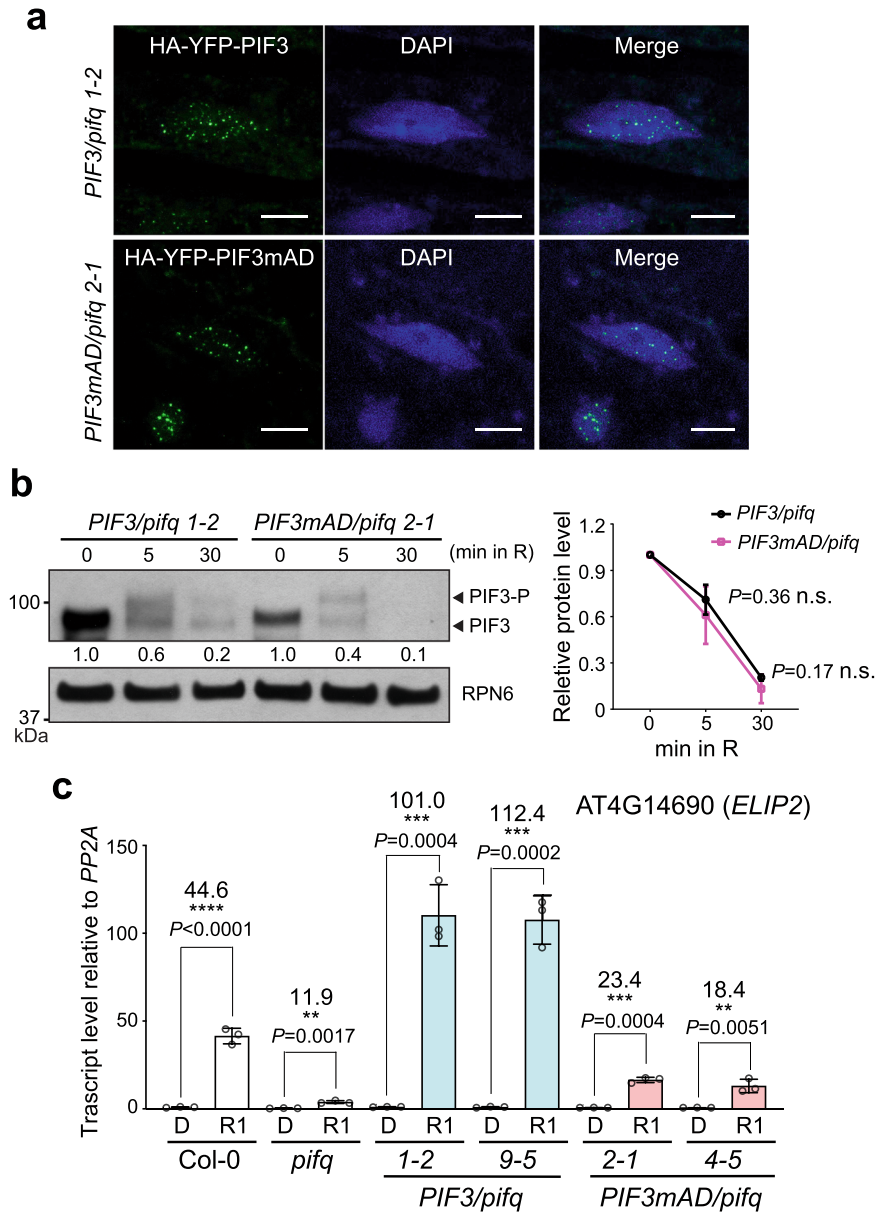 a
HA-YFP-PIF3 DAPI Merge
PIF3/pifq 1-2
HA-YFP-PIF3mAD DAPI Merge
PIF3mAD/pifq 2-1
b
PIF3/pifq 1-2 PIF3mAD/pifq 2-1
0 5 30 0 5 30 (min in R)
100
PIF3-P
PIF3
1.0 0.6 0.2 1.0 0.4 0.1
RPN6
37
kDa
PIF3/pifq
PIF3mAD/pifq
Reletive protein level
1.2
0.9
0.6
0.3
0
P=0.36 n.s.
P=0.17 n.s.
0 5 30
min in R
c
AT4G14690 (ELIP2)
Trascript level relative to PP2A
150
100
50
0
44.6
****
P<0.0001
11.9
**
P=0.0017
101.0
***
P=0.0004
112.4
***
P=0.0002
23.4
***
P=0.0004
18.4
**
P=0.0051
D R1 D R1 D R1 D R1 D R1 D R1
Col-0 pifq 1-2 9-5 2-1 4-5
PIF3/pifq PIF3mAD/pifq